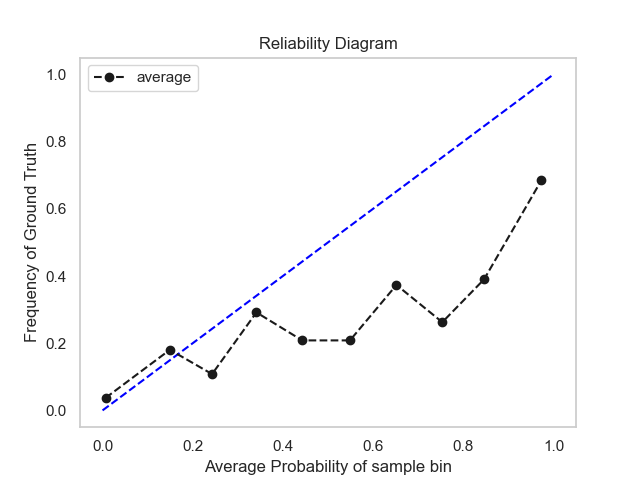 Reliability Diagram
average
Frequency of Ground Truth
1.0
0.8
0.6
0.4
0.2
0.0
0.0 0.2 0.4 0.6 0.8 1.0
Average Probability of sample bin